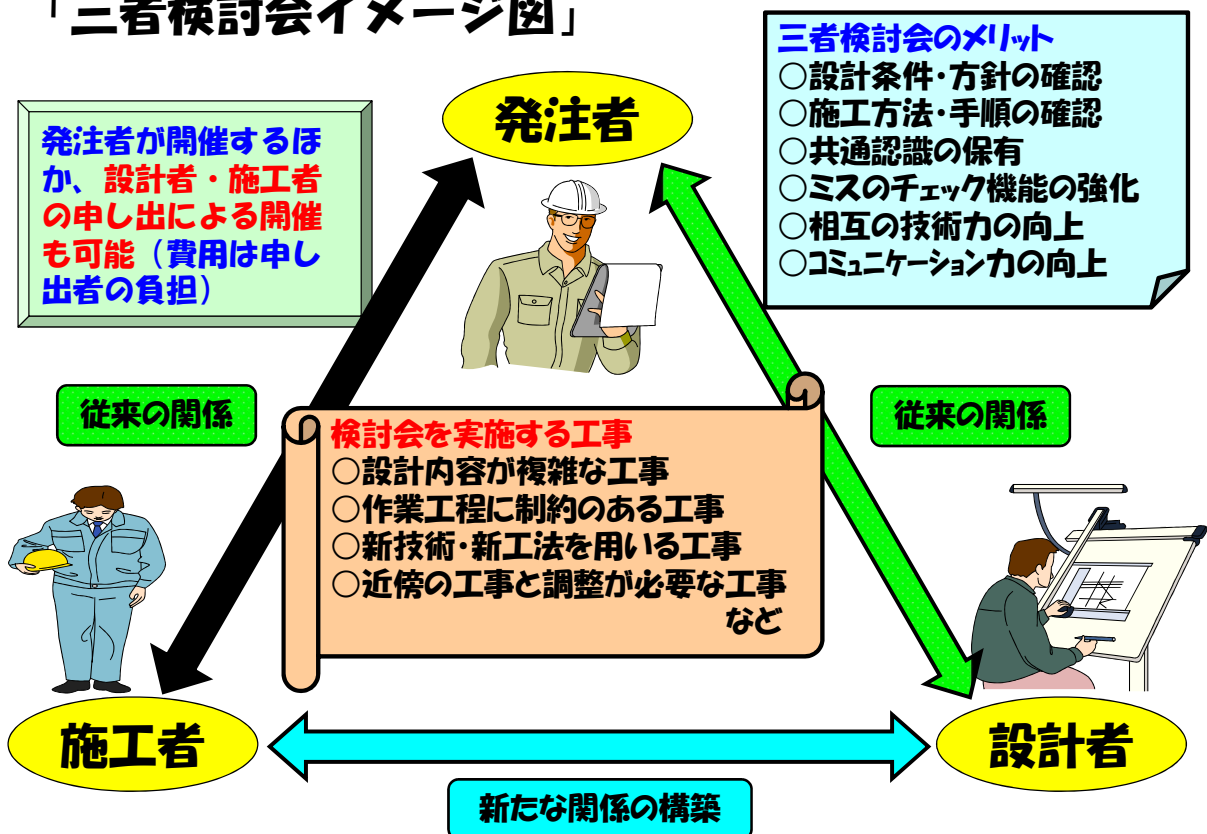 「三者検討会イメージ図」
発注者
三者検討会のメリット
○設計条件・方針の確認
○施工方法・手順の確認
○共通認識の保有
○ミスのチェック機能の強化
○相互の技術力の向上
○コミュニケーション力の向上
発注者が開催するほ
か、設計者・施工者
の申し出による開催
も可能（費用は申し
出者の負担）
従来の関係
従来の関係
検討会を実施する工事
○設計内容が複雑な工事
○作業工程に制約のある工事
○新技術・新工法を用いる工事
○近傍の工事と調整が必要な工事
など
施工者
設計者
新たな関係の構築